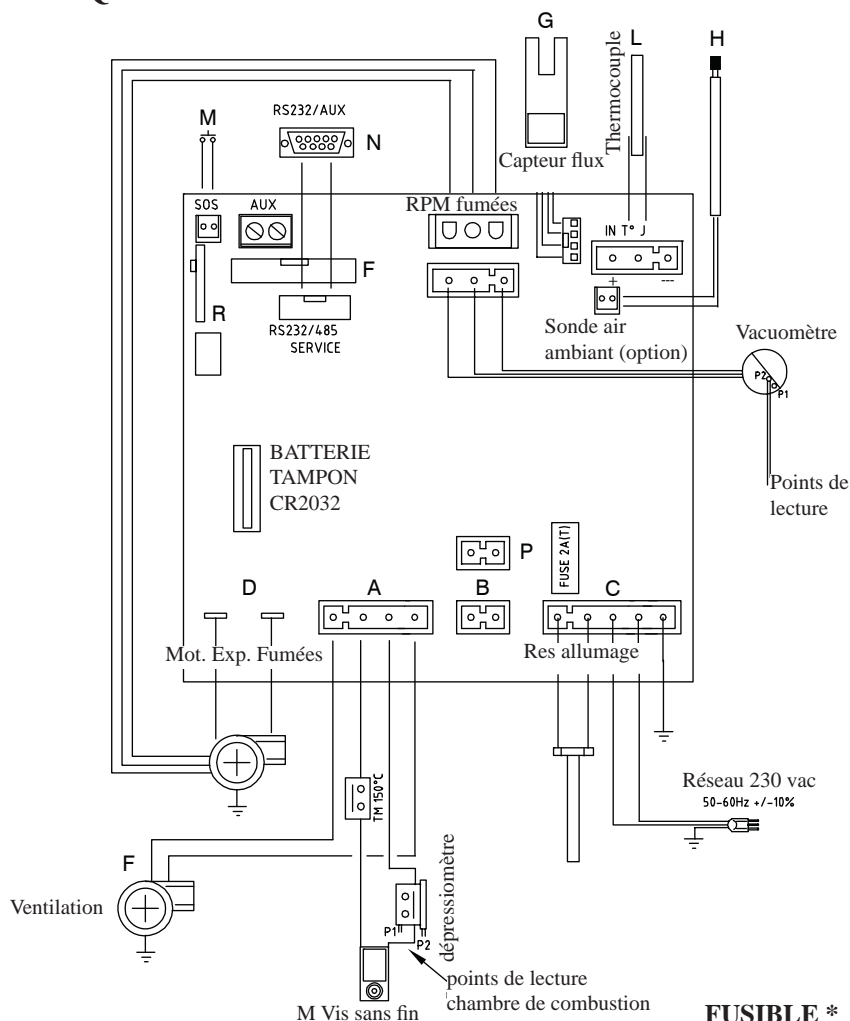 G
L
H
M
RS232/AUX
N
Thermocouple
Capteur flux
SOS
AUX
RPM fumées
IN T° J
F
+
---
R
RS232/485
SERVICE
Sonde air
ambiant (option)
Vacuomètre
P2
P1
Points de
lecture
BATTERIE
TAMPON
CR2032
P
FUSE 2A(T)
D
A
B
C
Mot. Exp. Fumées
Res allumage
TM 150°C
Réseau 230 vac
50-60Hz +/-10%
F
Ventilation
dépressiomètre
P1
P2
points de lecture
chambre de combustion
M Vis sans fin
FUSIBLE *